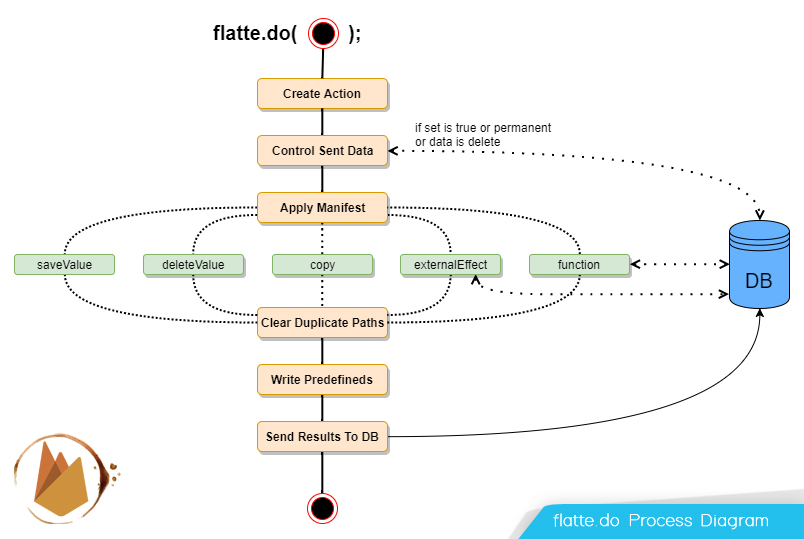 flatte.do( );
Create Action
if set is true or permanent
or data is delete
Control Sent Data
Apply Manifest
saveValue
deleteValue
copy
externalEffect
function
DB
Clear Duplicate Paths
Write Predefineds
Send Results To DB
flatte.do Process Diagram